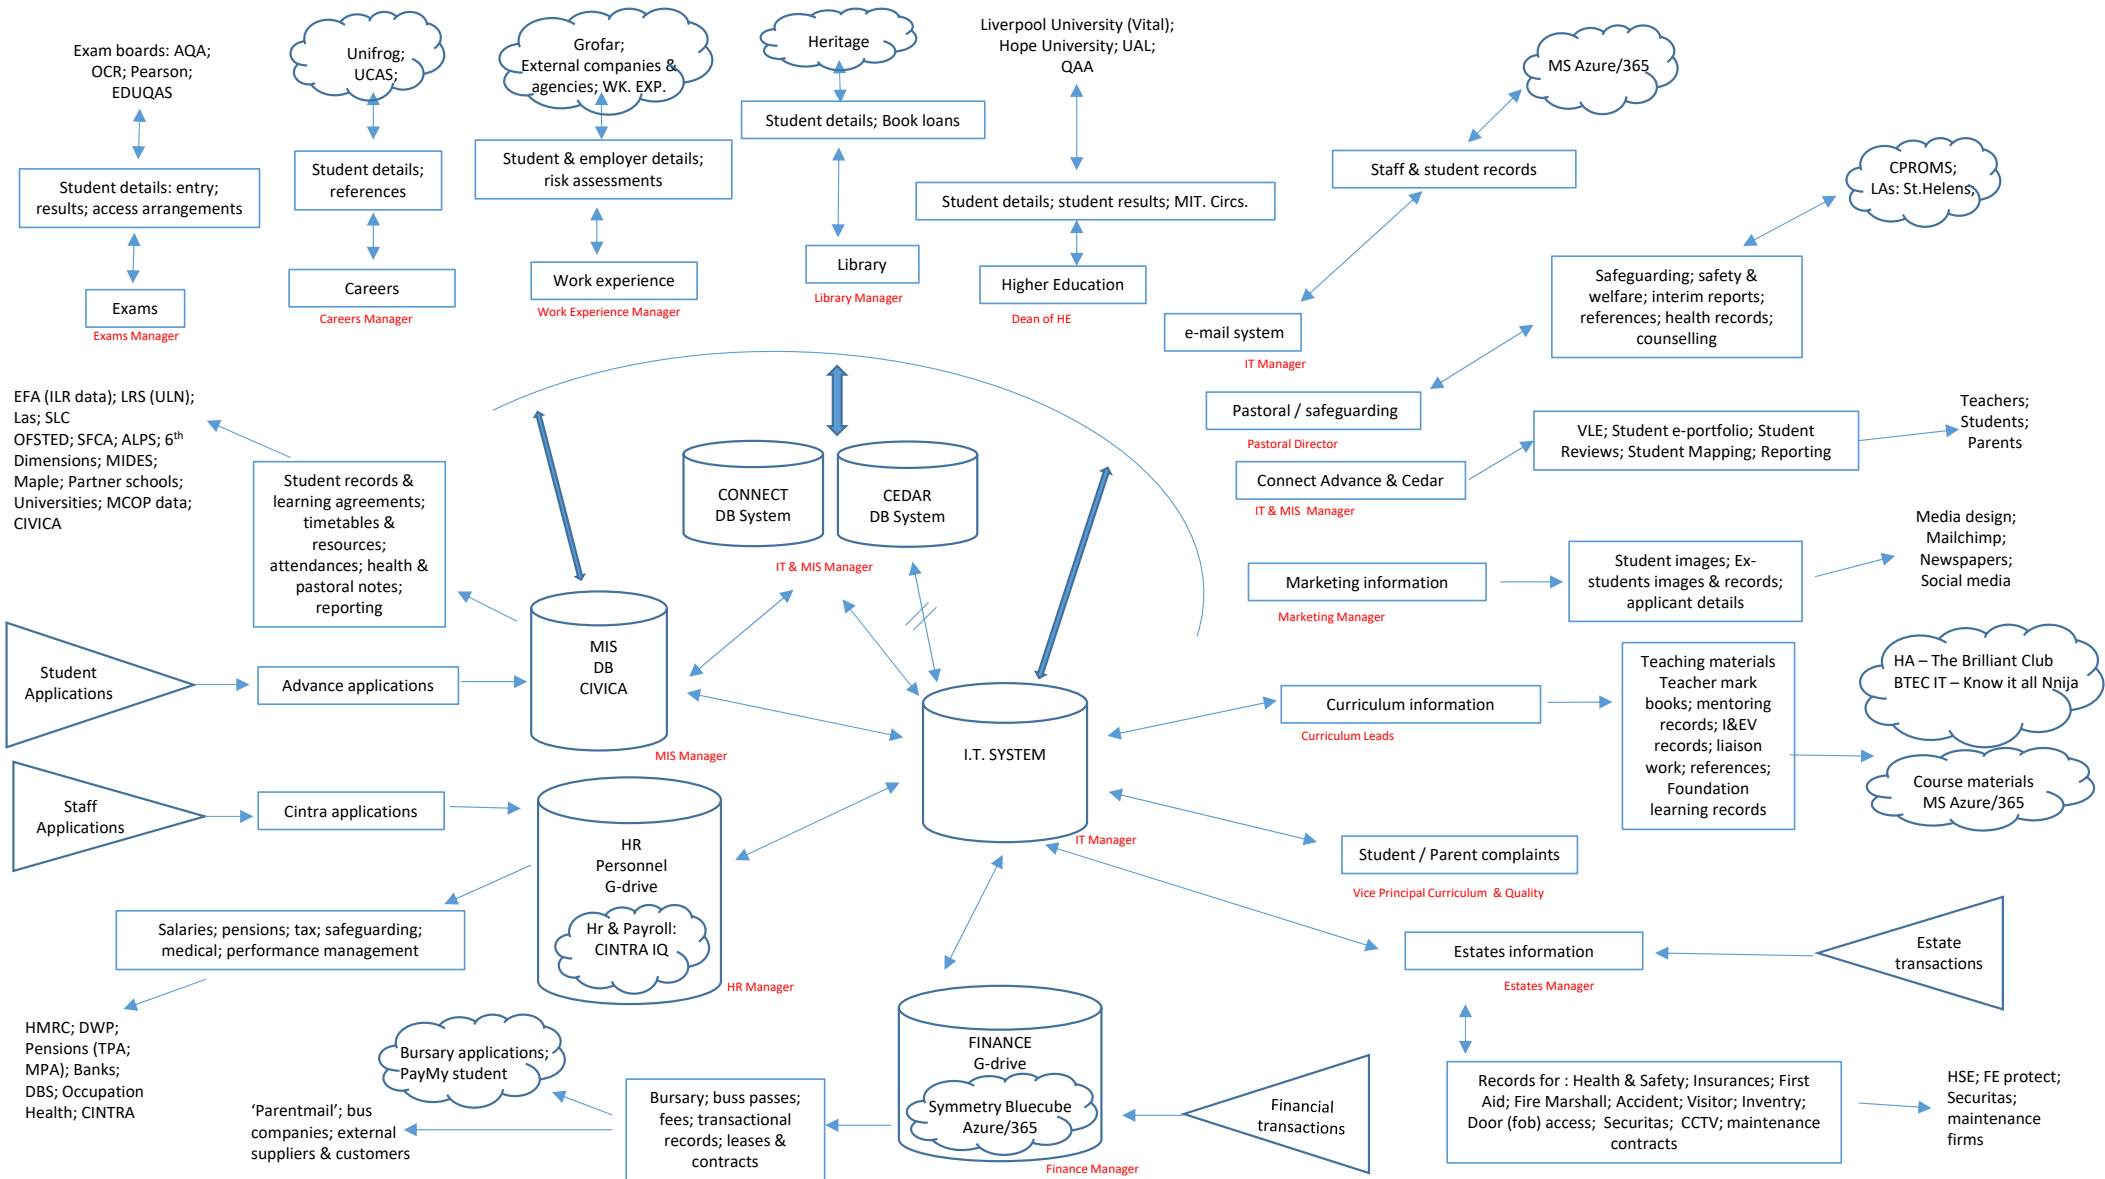 Exam boards: AQA;
OCR; Pearson;
EDUQAS
Student details: entry;
results; access arrangements
Exams
Exams Manager
Unifrog;
UCAS;
Student details;
references
Careers
Careers Manager
Grofar;
External companies &
agencies; WK. EXP.
Student & employer details;
risk assessments
Work experience
Work Experience Manager
Heritage
Student details; Book loans
Library
Library Manager
Liverpool University (Vital);
Hope University; UAL;
QAA
Student details; student results; MIT. Circs.
Higher Education
Dean of HE
MS Azure/365
Staff & student records
e-mail system
IT Manager
CPROMS;
LAs: St.Helens;
Safeguarding; safety &
welfare; interim reports;
references; health records;
counselling
Pastoral / safeguarding
Pastoral Director
Connect Advance & Cedar
IT & MIS Manager
VLE; Student e-portfolio; Student
Reviews; Student Mapping; Reporting
Teachers;
Students;
Parents
EFA (ILR data); LRS (ULN);
Las; SLC
OFSTED; SFCA; ALPS; 6th
Dimensions; MIDES;
Maple; Partner schools;
Universities; MCOP data;
CIVICA
Student records &
learning agreements;
timetables &
resources;
attendances; health &
pastoral notes;
reporting
CONNECT
DB System
CEDAR
DB System
IT & MIS Manager
Marketing information
Marketing Manager
Student images; Ex-
students images & records;
applicant details
Media design;
Mailchimp;
Newspapers;
Social media
Student
Applications
Advance applications
MIS
DB
CIVICA
MIS Manager
I.T. SYSTEM
IT Manager
Curriculum information
Curriculum Leads
Teaching materials
Teacher mark
books; mentoring
records; I&EV
records; liaison
work; references;
Foundation
learning records
HA – The Brilliant Club
BTEC IT – Know it all Nnija
Course materials
MS Azure/365
Staff
Applications
Cintra applications
HR
Personnel
G-drive
Hr & Payroll:
CINTRA IQ
HR Manager
Student / Parent complaints
Vice Principal Curriculum & Quality
Salaries; pensions; tax; safeguarding;
medical; performance management
HMRC; DWP;
Pensions (TPA;
MPA); Banks;
DBS; Occupation
Health; CINTRA
Estates information
Estates Manager
Estate
transactions
Bursary applications;
PayMy student
'Parentmail'; bus
companies; external
suppliers & customers
Bursary; buss passes;
fees; transactional
records; leases &
contracts
FINANCE
G-drive
Symmetry Bluecube
Azure/365
Finance Manager
Financial
transactions
Records for : Health & Safety; Insurances; First
Aid; Fire Marshall; Accident; Visitor; Inventry;
Door (fob) access; Securitas; CCTV; maintenance
contracts
HSE; FE protect;
Securitas;
maintenance
firms